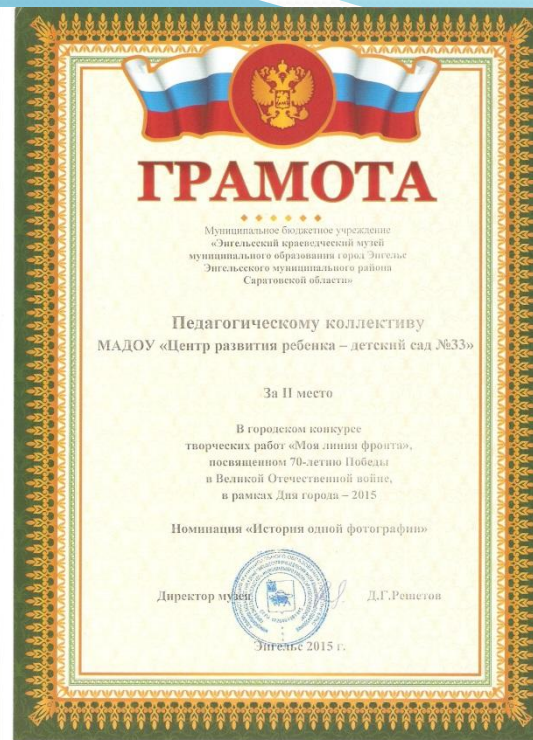 ГРАМОТА
Муниципальное бюджетное учреждение
«Энгельсский краеведческий музей
муниципального образования город Энгельс
Энгельсского муниципального района
Саратовской области»
Педагогическому коллективу
МАДОУ «Центр развития ребенка – детский сад №33»
За II место
В городском конкурсе
творческих работ «Моя линия фронта»,
посвященном 70-летию Победы
в Великой Отечественной войне,
в рамках Дня города – 2015
Номинация «История одной фотографии»
Директор музея Д.Г.Решетов
Энгельс 2015 г.